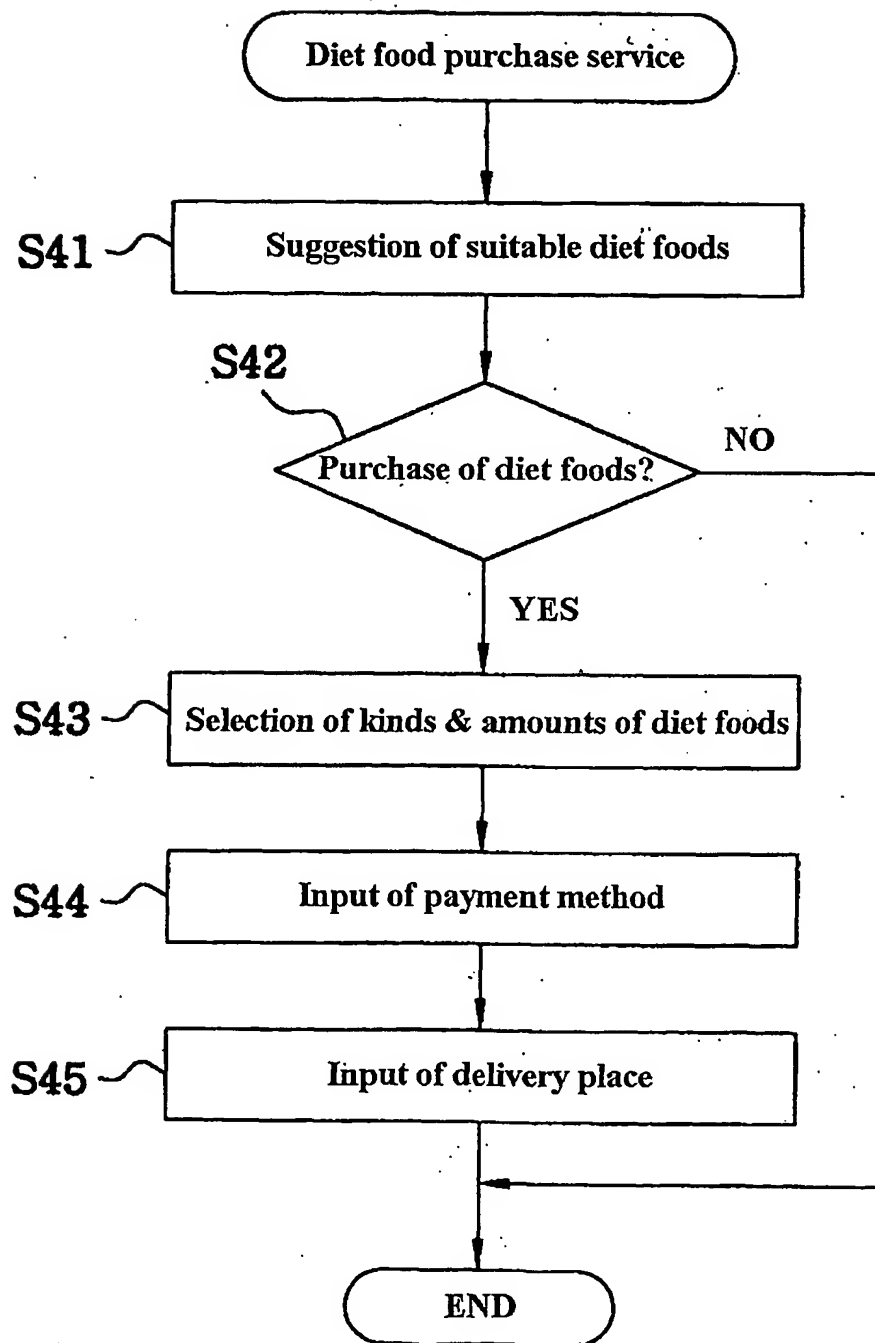 Diet food purchase service
S41
Suggestion of suitable diet foods
S42
Purchase of diet foods?
NO
YES
S43
Selection of kinds & amounts of diet foods
S44
Input of payment method
S45
Input of delivery place
END